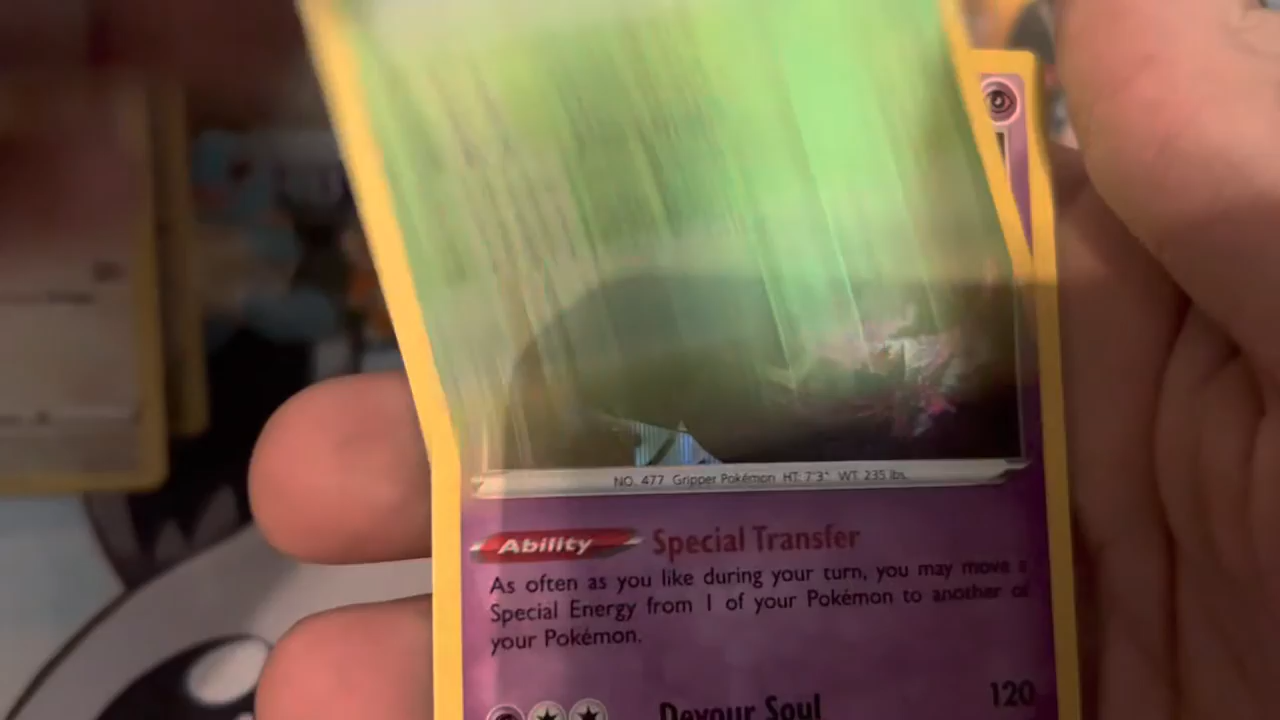 NO. 477 Gripper Pokémon HT: 7'3" WT: 235 lbs.
Ability Special Transfer
As often as you like during your turn, you may move a
Special Energy from 1 of your Pokémon to another of
your Pokémon.
Devour Soul 120